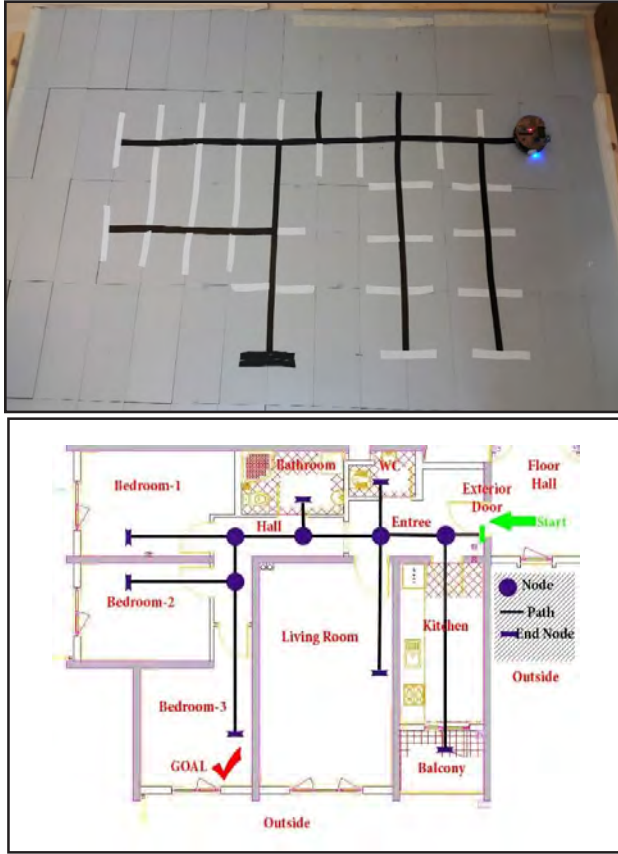 Bathroom
WC
Floor
Hall
Bedroom-1
Exterior
Door
Hall
Entree
Start
Node
Bedroom-2
Path
Kitchen
End Node
Living Room
Outside
Bedroom-3
GOAL
Balcony
Outside